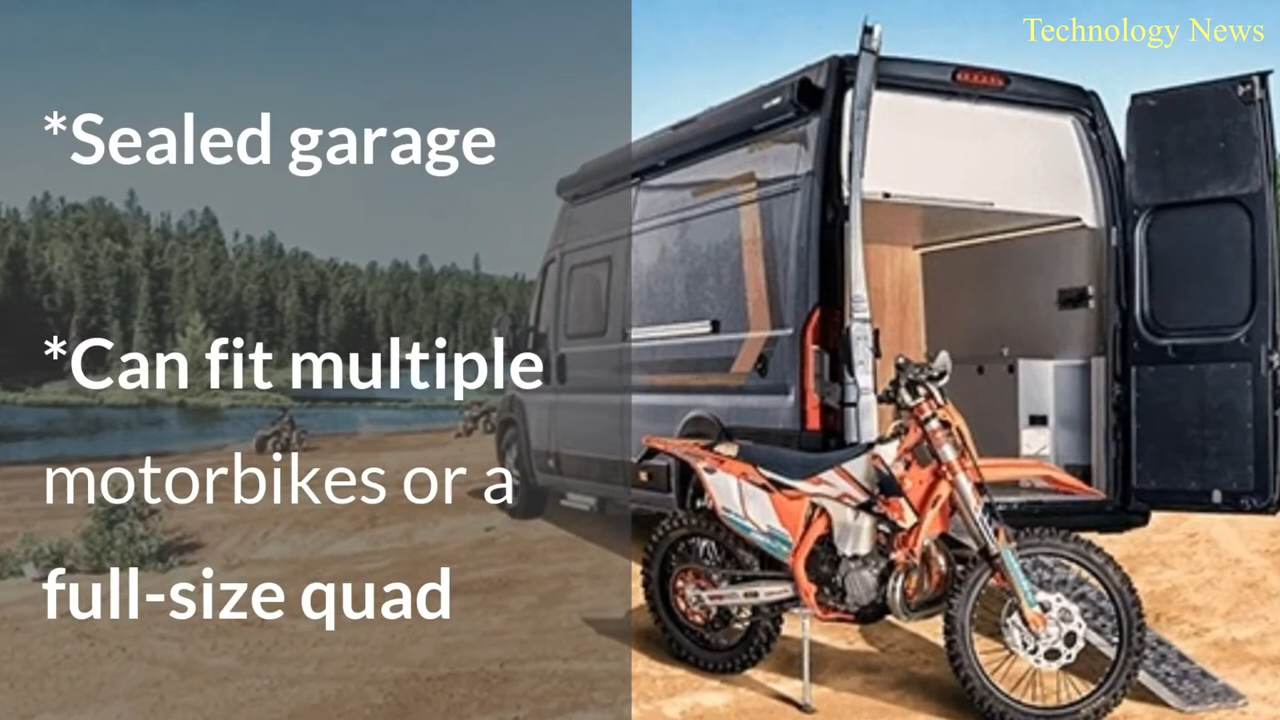 Technology News
*Sealed garage
*Can fit multiple
motorbikes or a
full-size quad